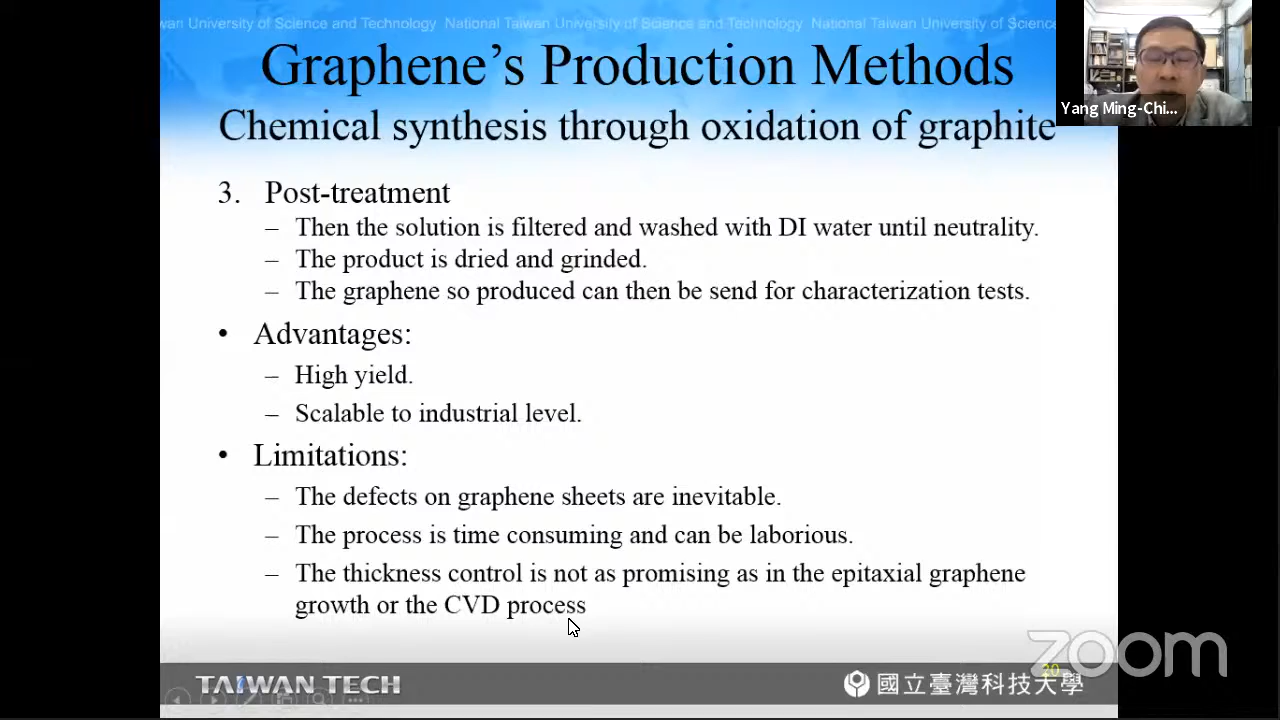 wan University of Science and Technology National Taiwan University of Science and Technology National Taiwan University of Science
Graphene's Production Methods
Chemical synthesis through oxidation of graphite
Yang Ming-Chi...
3. Post-treatment
– Then the solution is filtered and washed with DI water until neutrality.
– The product is dried and grinded.
– The graphene so produced can then be send for characterization tests.
• Advantages:
– High yield.
– Scalable to industrial level.
• Limitations:
– The defects on graphene sheets are inevitable.
– The process is time consuming and can be laborious.
– The thickness control is not as promising as in the epitaxial graphene
growth or the CVD process
zoom
20
TAIWAN TECH
國立臺灣科技大學